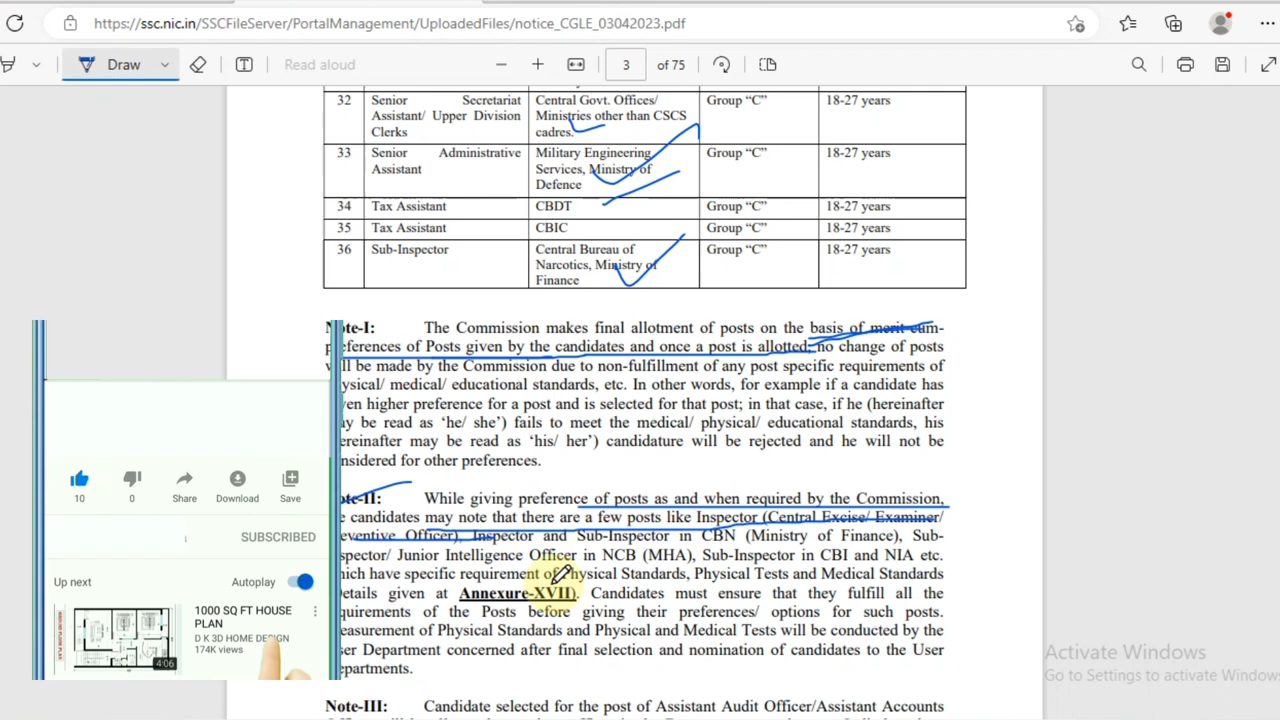 https://ssc.nic.in/SSCFileServer/PortalManagement/UploadedFiles/notice_CGLE_03042023.pdf
Draw
Read aloud
3 of 75
32 Senior Secretariat Assistant/ Upper Division Clerks Central Govt. Offices/ Ministries other than CSCS cadres. Group “C” 18-27 years
33 Senior Administrative Assistant Military Engineering Services, Ministry of Defence Group “C” 18-27 years
34 Tax Assistant CBDT Group “C” 18-27 years
35 Tax Assistant CBIC Group “C” 18-27 years
36 Sub-Inspector Central Bureau of Narcotics, Ministry of Finance Group “C” 18-27 years
Note-I: The Commission makes final allotment of posts on the basis of merit-cum-
preferences of Posts given by the candidates and once a post is allotted, no change of posts
will be made by the Commission due to non-fulfillment of any post specific requirements of
ysical/ medical/ educational standards, etc. In other words, for example if a candidate has
en higher preference for a post and is selected for that post; in that case, if he (hereinafter
y be read as ‘he/ she’) fails to meet the medical/ physical/ educational standards, his
ereinafter may be read as ‘his/ her’) candidature will be rejected and he will not be
nsidered for other preferences.
ote-II: While giving preference of posts as and when required by the Commission,
candidates may note that there are a few posts like Inspector (Central Excise/ Examiner/
eventive Officer), Inspector and Sub-Inspector in CBN (Ministry of Finance), Sub-
spector/ Junior Intelligence Officer in NCB (MHA), Sub-Inspector in CBI and NIA etc.
hich have specific requirement of Physical Standards, Physical Tests and Medical Standards
etails given at Annexure-XVII). Candidates must ensure that they fulfill all the
quirements of the Posts before giving their preferences/ options for such posts.
easurement of Physical Standards and Physical and Medical Tests will be conducted by the
ser Department concerned after final selection and nomination of candidates to the User
epartments.
Note-III: Candidate selected for the post of Assistant Audit Officer/Assistant Accounts
10 0 Share Download Save
SUBSCRIBED
Up next Autoplay
1000 SQ FT HOUSE
PLAN
D K 3D HOME DESIGN
174K views
4:06
Activate Windows
Go to Settings to activate Windows